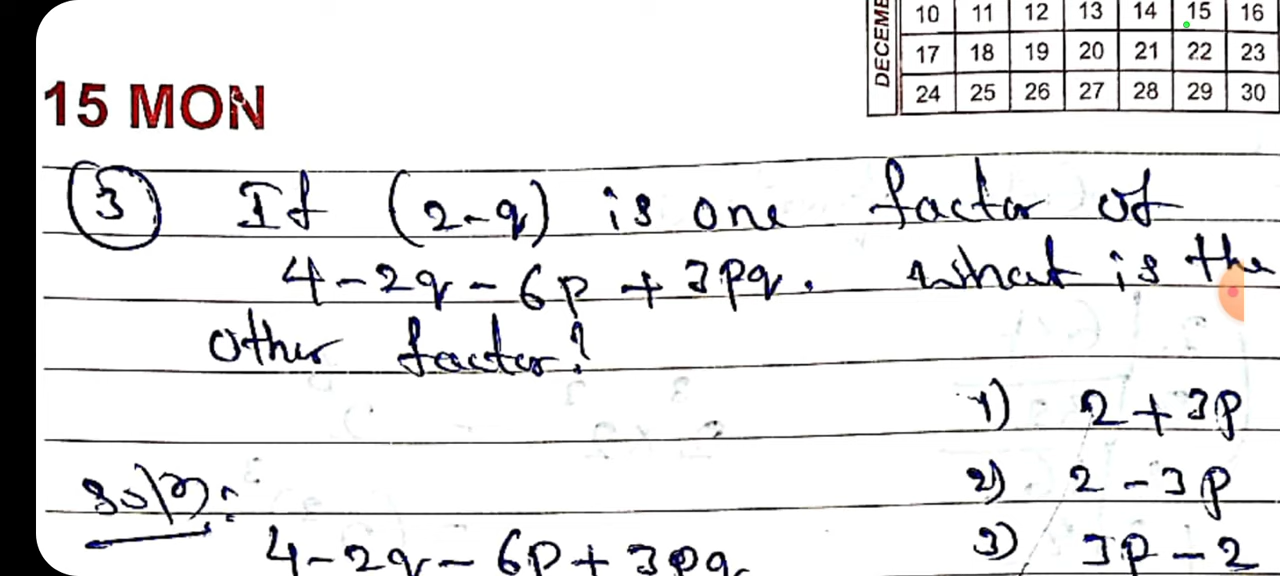 DECEMB
10 11 12 13 14 15 16
17 18 19 20 21 22 23
24 25 26 27 28 29 30
15 MON
③ If (2-q) is one factor of
4-2q-6p+3pq. What is the
other factor?
1) 2+3p
2) 2-3p
soln:
3) 3p-2
4-2q-6p+3pq